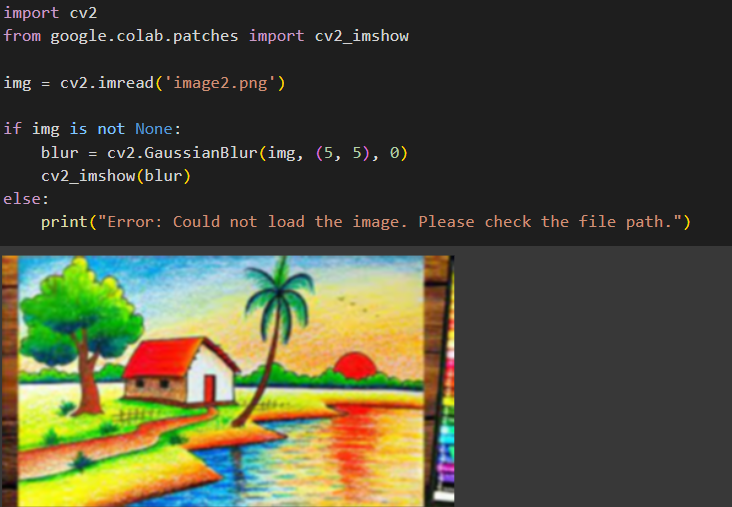 import cv2
from google.colab.patches import cv2_imshow
img = cv2.imread('image2.png')
if img is not None:
    blur = cv2.GaussianBlur(img, (5, 5), 0)
    cv2_imshow(blur)
else:
    print("Error: Could not load the image. Please check the file path.")